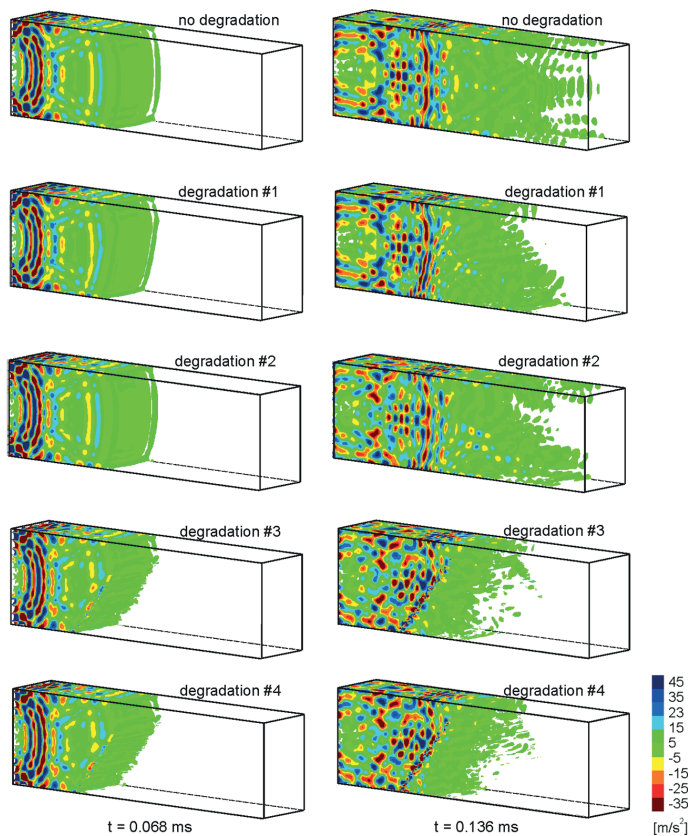 no degradation
no degradation
degradation #1
degradation #1
degradation #2
degradation #2
degradation #3
degradation #3
degradation #4
degradation #4
45
35
23
15
5
-5
-15
-25
-35
t = 0.068 ms
t = 0.136 ms
[m/s²]